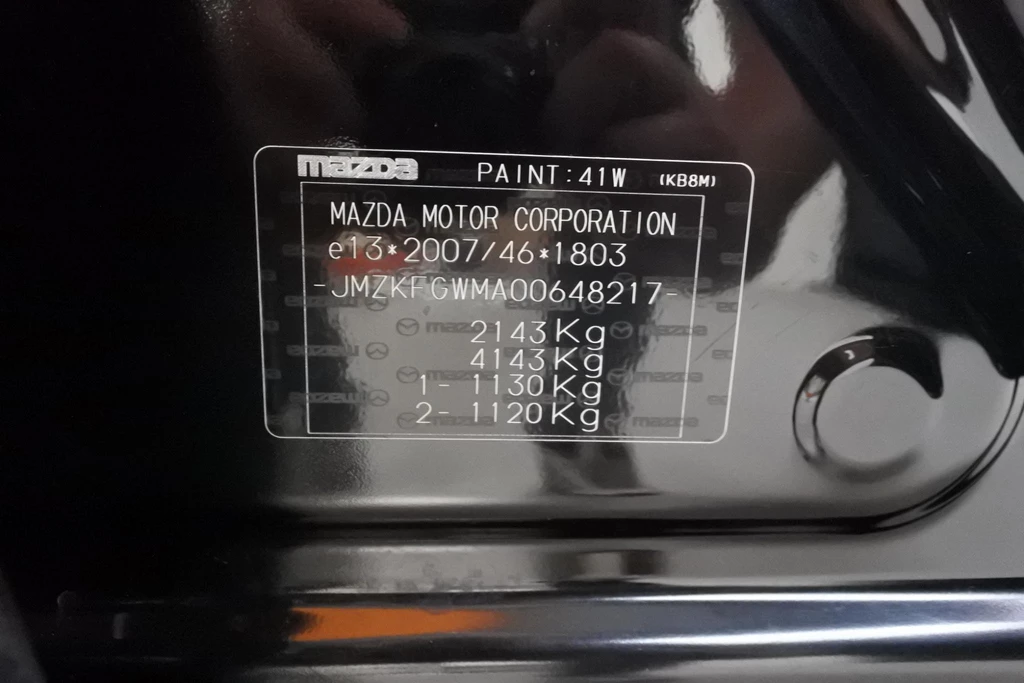 mazda PAINT:41W (KB8M)
MAZDA MOTOR CORPORATION
e13*2007/46*1803
-JMZKFGWMA00648217-
2143Kg
4143Kg
1- 1130Kg
2- 1120Kg